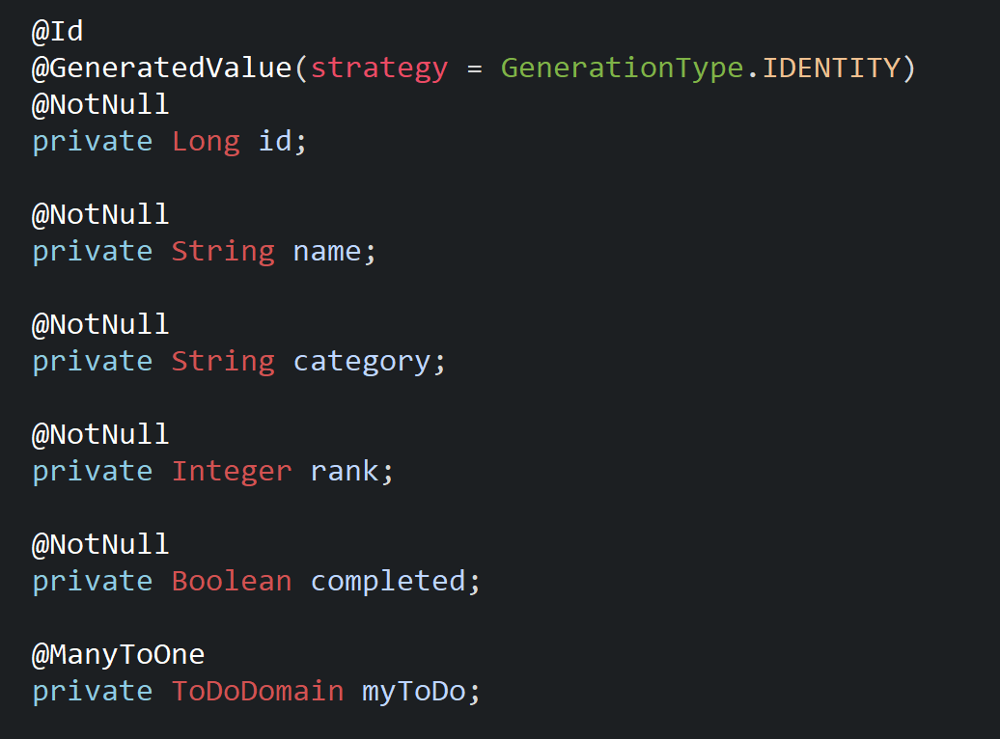 @Id
@GeneratedValue(strategy = GenerationType.IDENTITY)
@NotNull
private Long id;
@NotNull
private String name;
@NotNull
private String category;
@NotNull
private Integer rank;
@NotNull
private Boolean completed;
@ManyToOne
private ToDoDomain myToDo;